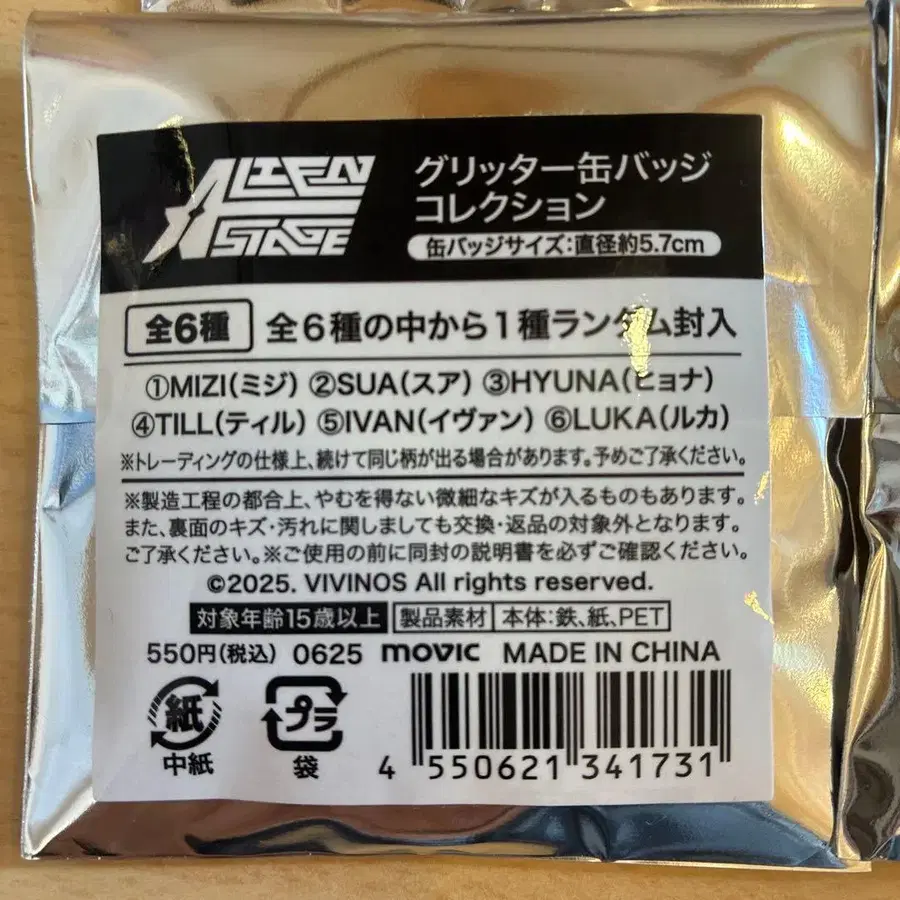 ALIEN STAGE
グリッター缶バッジ
コレクション
缶バッジサイズ：直径約5.7cm
全6種 全6種の中から1種ランダム封入
①MIZI(ミジ) ②SUA(スア) ③HYUNA(ヒョナ)
④TILL(ティル) ⑤IVAN(イヴァン) ⑥LUKA(ルカ)
※トレーディングの仕様上、続けて同じ柄が出る場合があります。予めご了承ください。
※製造工程の都合上、やむを得ない微細なキズが入るものもあります。
また、裏面のキズ・汚れに関しましても交換・返品の対象外となります。
ご了承ください。※ご使用の前に同封の説明書を必ずご確認ください。
©2025. VIVINOS All rights reserved.
対象年齢15歳以上 製品素材 本体：鉄、紙、PET
550円(税込) 0625 movic MADE IN CHINA
紙 中紙
プラ 袋
4 550621 341731